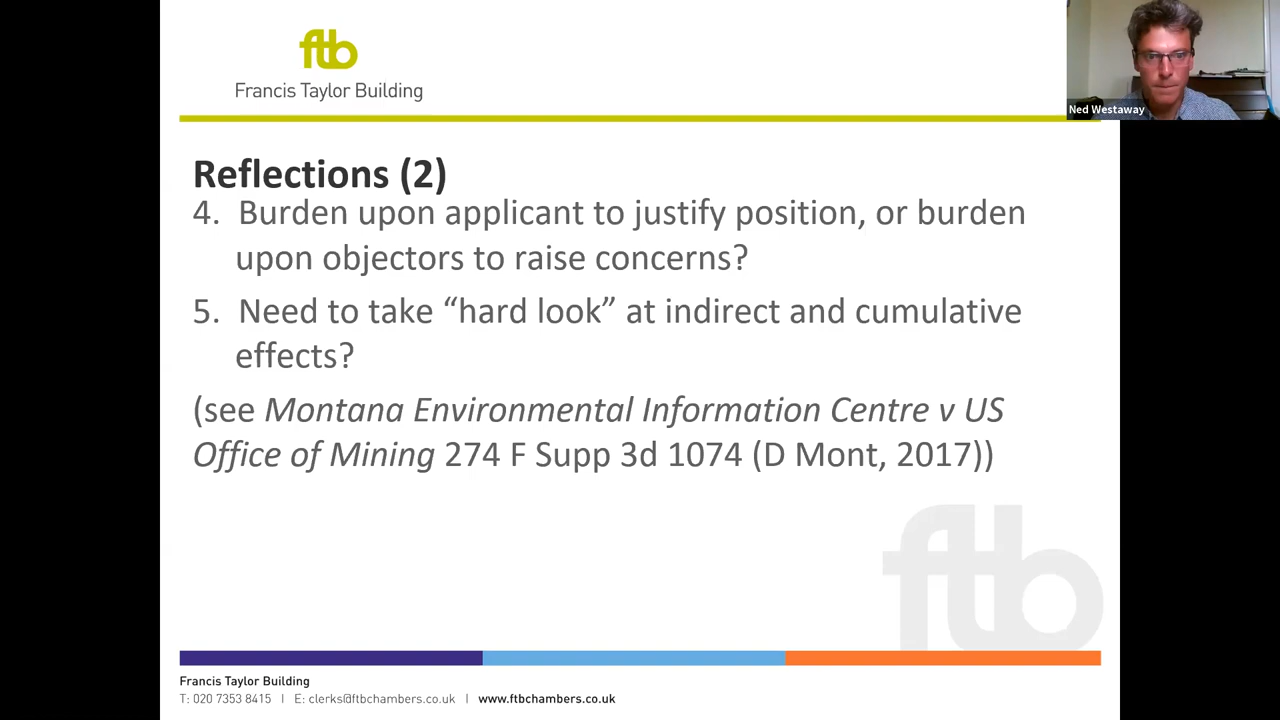 ftb
Francis Taylor Building
Ned Westaway
Reflections (2)
4. Burden upon applicant to justify position, or burden
upon objectors to raise concerns?
5. Need to take “hard look” at indirect and cumulative
effects?
(see Montana Environmental Information Centre v US
Office of Mining 274 F Supp 3d 1074 (D Mont, 2017))
ftb
Francis Taylor Building
T: 020 7353 8415 | E: clerks@ftbchambers.co.uk | www.ftbchambers.co.uk